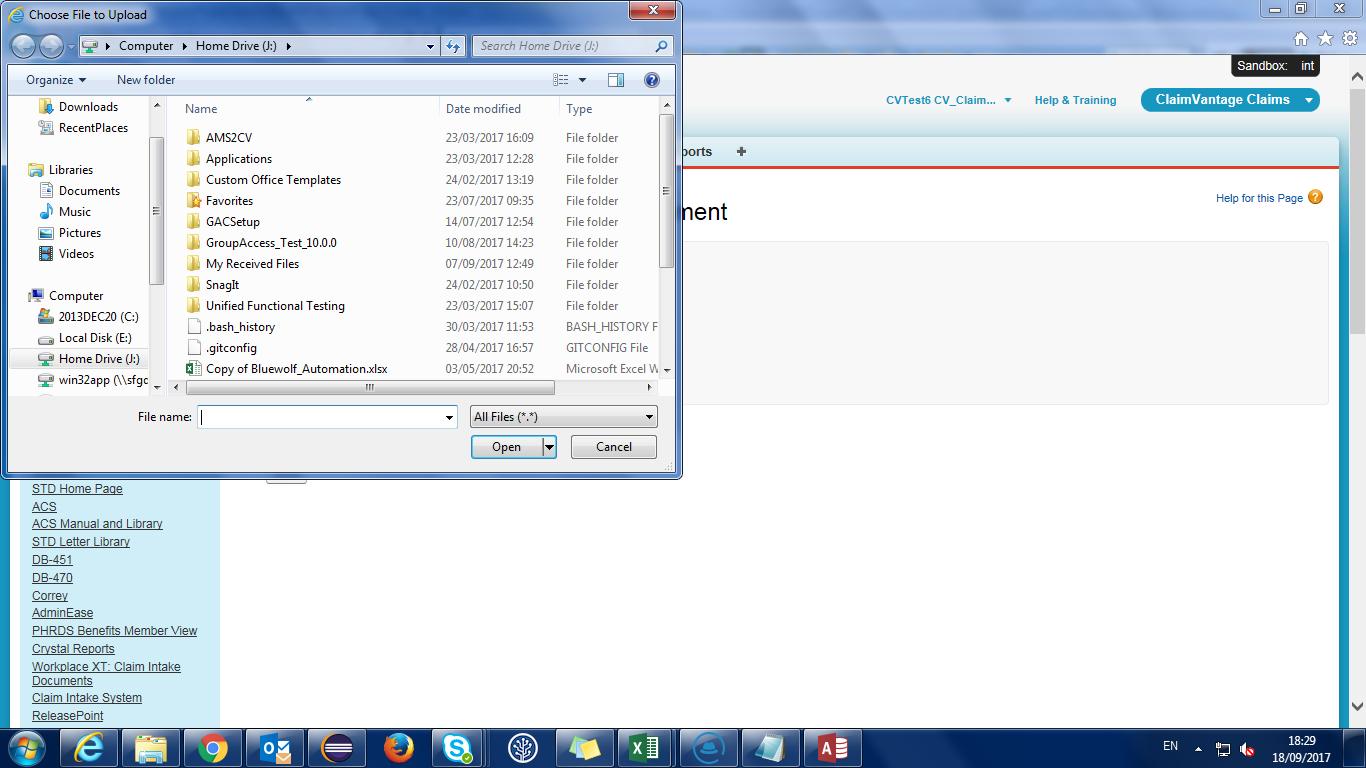 Choose File to Upload
Computer Home Drive (J:)
Search Home Drive (J:)
Organize New folder
Downloads
RecentPlaces
Libraries
Documents
Music
Pictures
Videos
Computer
2013DEC20 (C:)
Local Disk (E:)
Home Drive (J:)
win32app (\\sfgc
Name Date modified Type
AMS2CV 23/03/2017 16:09 File folder
Applications 23/03/2017 12:28 File folder
Custom Office Templates 24/02/2017 13:19 File folder
Favorites 23/07/2017 09:35 File folder
GACSetup 14/07/2017 12:54 File folder
GroupAccess_Test_10.0.0 10/08/2017 14:23 File folder
My Received Files 07/09/2017 12:49 File folder
SnagIt 24/02/2017 10:50 File folder
Unified Functional Testing 23/03/2017 15:07 File folder
.bash_history 30/03/2017 11:53 BASH_HISTORY F
.gitconfig 28/04/2017 16:57 GITCONFIG File
Copy of Bluewolf_Automation.xlsx 03/05/2017 20:52 Microsoft Excel W
File name: All Files (*.*)
Open Cancel
Sandbox: int
CVTest6 CV_Claim... Help & Training ClaimVantage Claims
ports +
Help for this Page ?
ment
STD Home Page
ACS
ACS Manual and Library
STD Letter Library
DB-451
DB-470
Correy
AdminEase
PHRDS Benefits Member View
Crystal Reports
Workplace XT: Claim Intake
Documents
Claim Intake System
ReleasePoint
EN 18:29
18/09/2017